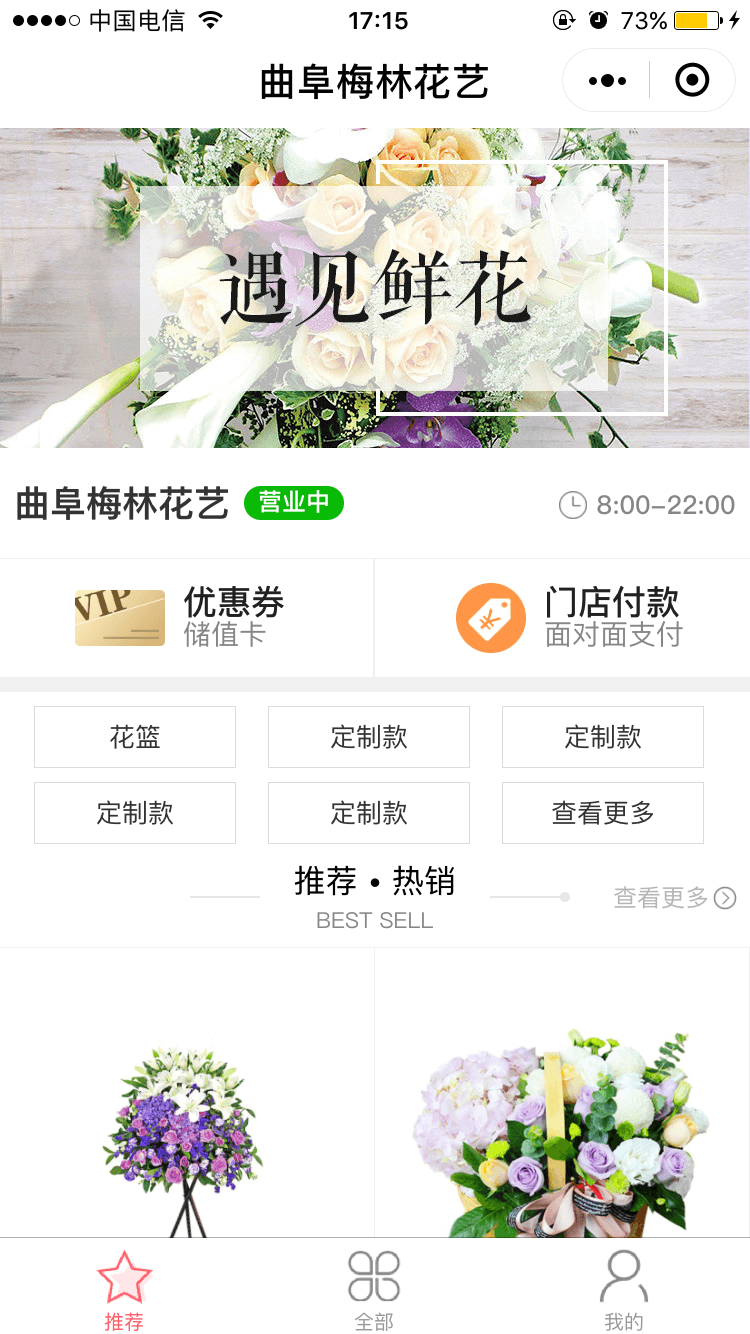 中国电信 17:15 73%
曲阜梅林花艺
遇见鲜花
曲阜梅林花艺 营业中 8:00–22:00
VIP 优惠券 门店付款
储值卡 面对面支付
花篮 定制款 定制款
定制款 定制款 查看更多
推荐 • 热销
查看更多
BEST SELL
推荐 全部 我的